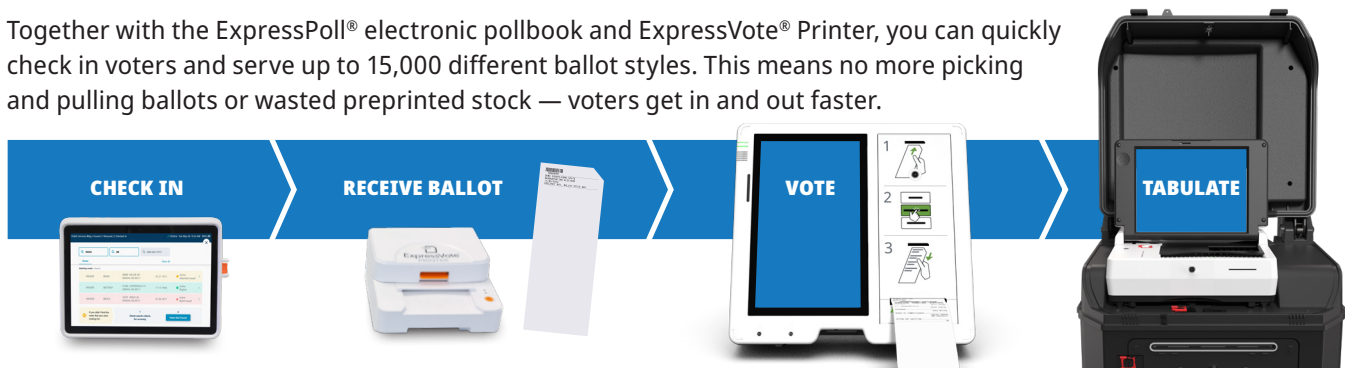 Together with the ExpressPoll® electronic pollbook and ExpressVote® Printer, you can quickly
check in voters and serve up to 15,000 different ballot styles. This means no more picking
and pulling ballots or wasted preprinted stock — voters get in and out faster.
CHECK IN
RECEIVE BALLOT
VOTE
TABULATE
ExpressVote
1
2
3